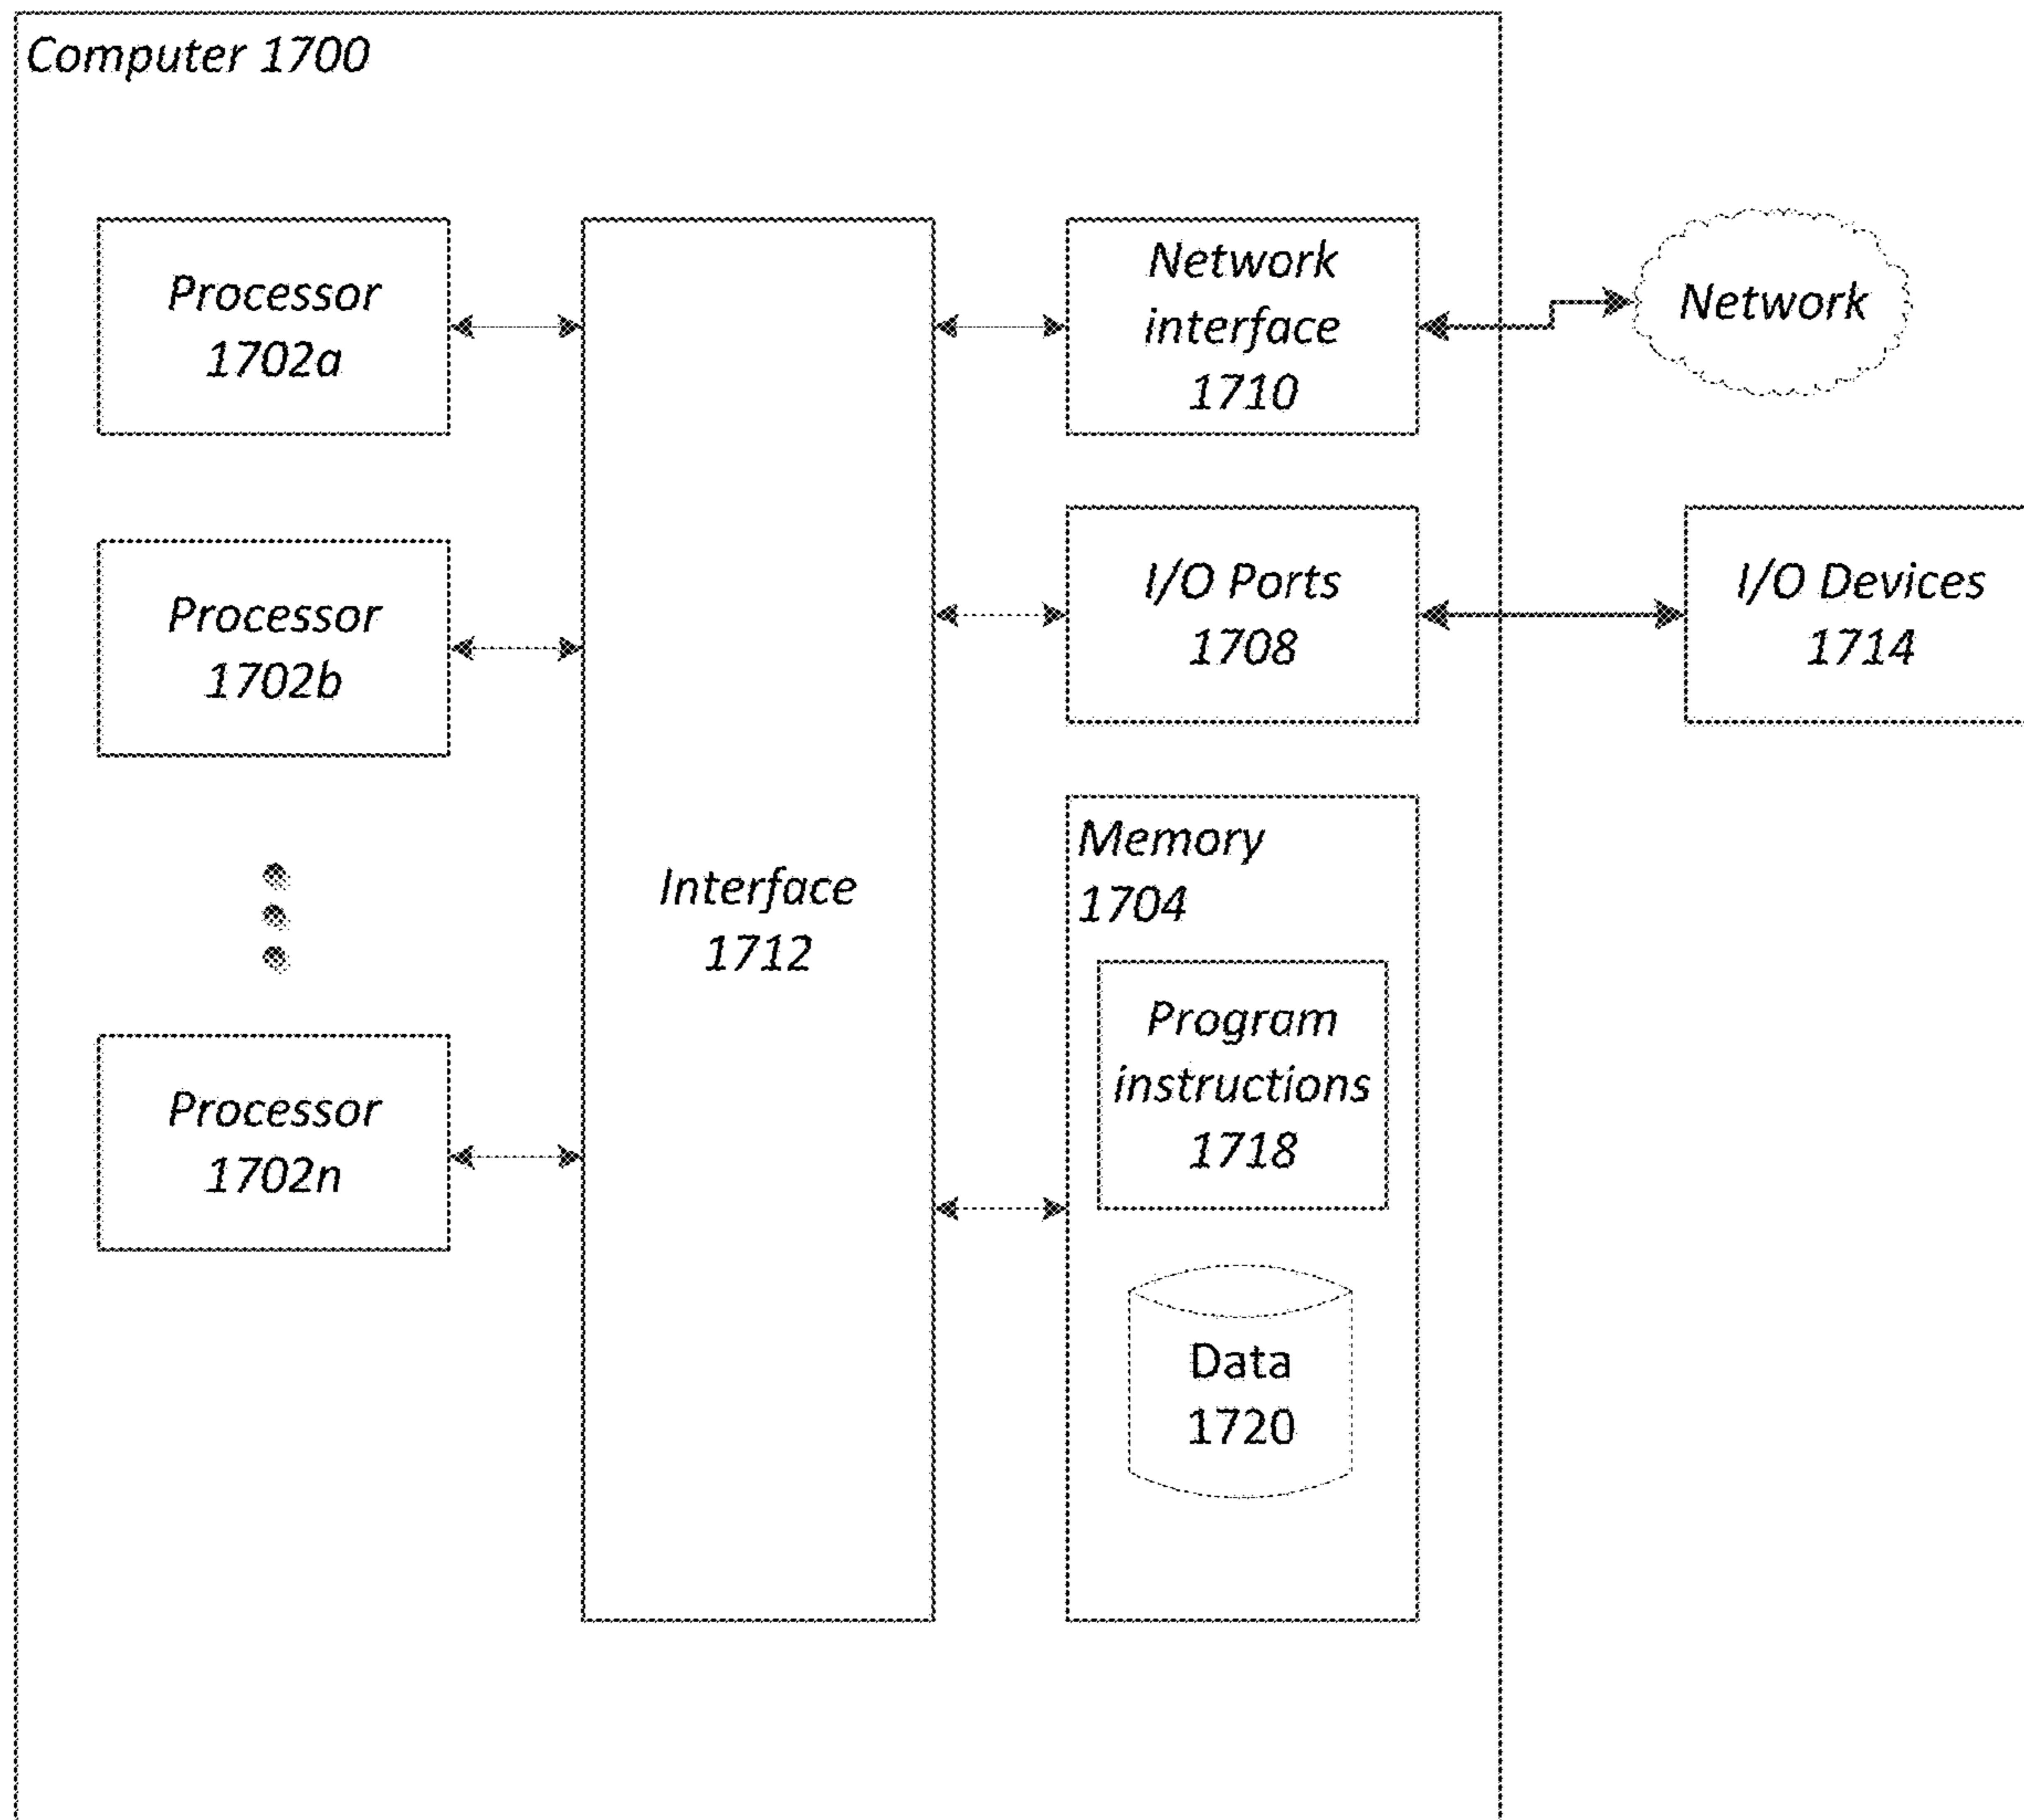 Computer 1700
Processor
1702a
Processor
1702b
Processor
1702n
Interface
1712
Network
interface
1710
I/O Ports
1708
Memory
1704
Program
instructions
1718
Data
1720
Network
I/O Devices
1714